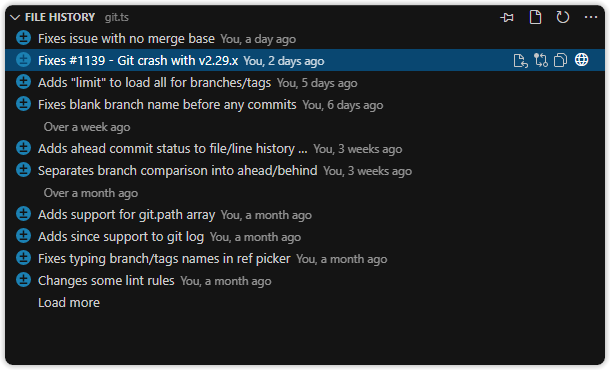 FILE HISTORY git.ts
Fixes issue with no merge base You, a day ago
Fixes #1139 - Git crash with v2.29.x You, 2 days ago
Adds "limit" to load all for branches/tags You, 5 days ago
Fixes blank branch name before any commits You, 6 days ago
Over a week ago
Adds ahead commit status to file/line history ... You, 3 weeks ago
Separates branch comparison into ahead/behind You, 3 weeks ago
Over a month ago
Adds support for git.path array You, a month ago
Adds since support to git log You, a month ago
Fixes typing branch/tags names in ref picker You, a month ago
Changes some lint rules You, a month ago
Load more